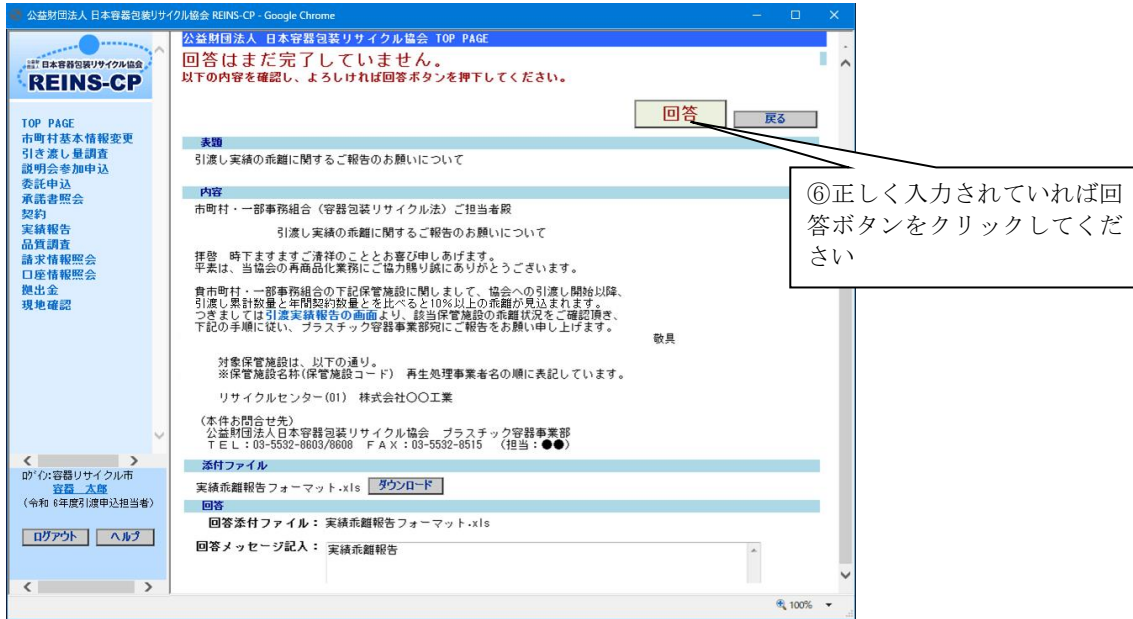 公益財団法人 日本容器包装リサイクル協会 REINS-CP - Google Chrome
公益財団法人 日本容器包装リサイクル協会
REINS-CP
TOP PAGE
市町村基本情報変更
引き渡し量調査
説明会参加申込
委託申込
承諾書照会
契約
実績報告
品質調査
請求情報照会
口座情報照会
拠出金
現地確認
ログイン:容器リサイクル市
容器 太郎
(令和 6年度引渡申込担当者)
ログアウト ヘルプ
公益財団法人 日本容器包装リサイクル協会 TOP PAGE
回答はまだ完了していません。
以下の内容を確認し、よろしければ回答ボタンを押下してください。
回答 戻る
表題
引渡し実績の乖離に関するご報告のお願いについて
内容
市町村・一部事務組合(容器包装リサイクル法)ご担当者殿
引渡し実績の乖離に関するご報告のお願いについて
拝啓 時下ますますご清祥のこととお喜び申しあげます。
平素は、当協会の再商品化業務にご協力賜り誠にありがとうございます。
貴市町村・一部事務組合の下記保管施設に関しまして、協会への引渡し開始以降、
引渡し累計数量と年間契約数量とを比べると10%以上の乖離が見込まれます。
つきましては引渡実績報告の画面より、該当保管施設の乖離状況をご確認頂き、
下記の手順に従い、プラスチック容器事業部宛にご報告をお願い申し上げます。
敬具
対象保管施設は、以下の通り。
※保管施設名称(保管施設コード) 再生処理事業者名の順に表記しています。
リサイクルセンター(01) 株式会社〇〇工業
(本件お問合せ先)
公益財団法人日本容器包装リサイクル協会 プラスチック容器事業部
TEL:03-5532-8603/8608 FAX:03-5532-8515 (担当:●●)
添付ファイル
実績乖離報告フォーマット.xls ダウンロード
回答
回答添付ファイル: 実績乖離報告フォーマット.xls
回答メッセージ記入: 実績乖離報告
100%
⑥正しく入力されていれば回
答ボタンをクリックしてくだ
さい